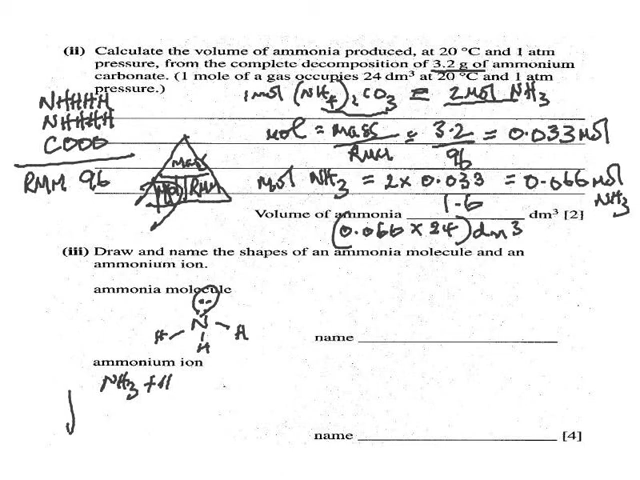 (ii) Calculate the volume of ammonia produced, at 20 °C and 1 atm
pressure, from the complete decomposition of 3.2 g of ammonium
carbonate. (1 mole of a gas occupies 24 dm³ at 20 °C and 1 atm
pressure.)
1mol (NH₄)₂CO₃ = 2mol NH₃
NHHHH
NHHHH
COOO
mol = mass/RMM = 3.2/96 = 0.033mol
RMM 96
mass
mol RMM
mol NH₃ = 2 x 0.033 = 0.066mol NH₃
1.6
Volume of ammonia dm³ [2]
(0.066 x 24) dm3
(iii) Draw and name the shapes of an ammonia molecule and an
ammonium ion.
ammonia molecule
N
H H
H
name
ammonium ion
NH₃ + H
name [4]